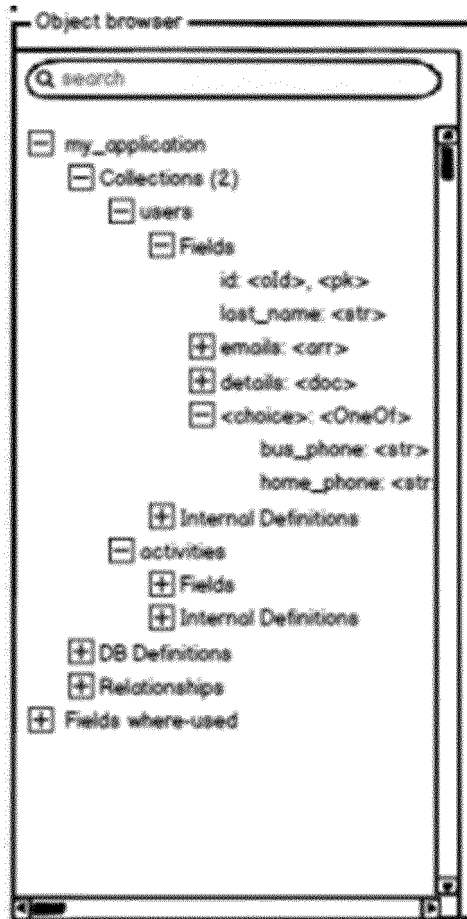 Object browser
search
my_application
Collections (2)
users
Fields
id: <oId>, <pk>
last_name: <str>
emails: <arr>
details: <doc>
<choice>: <OneOf>
bus_phone: <str>
home_phone: <str
Internal Definitions
activities
Fields
Internal Definitions
DB Definitions
Relationships
Fields where-used